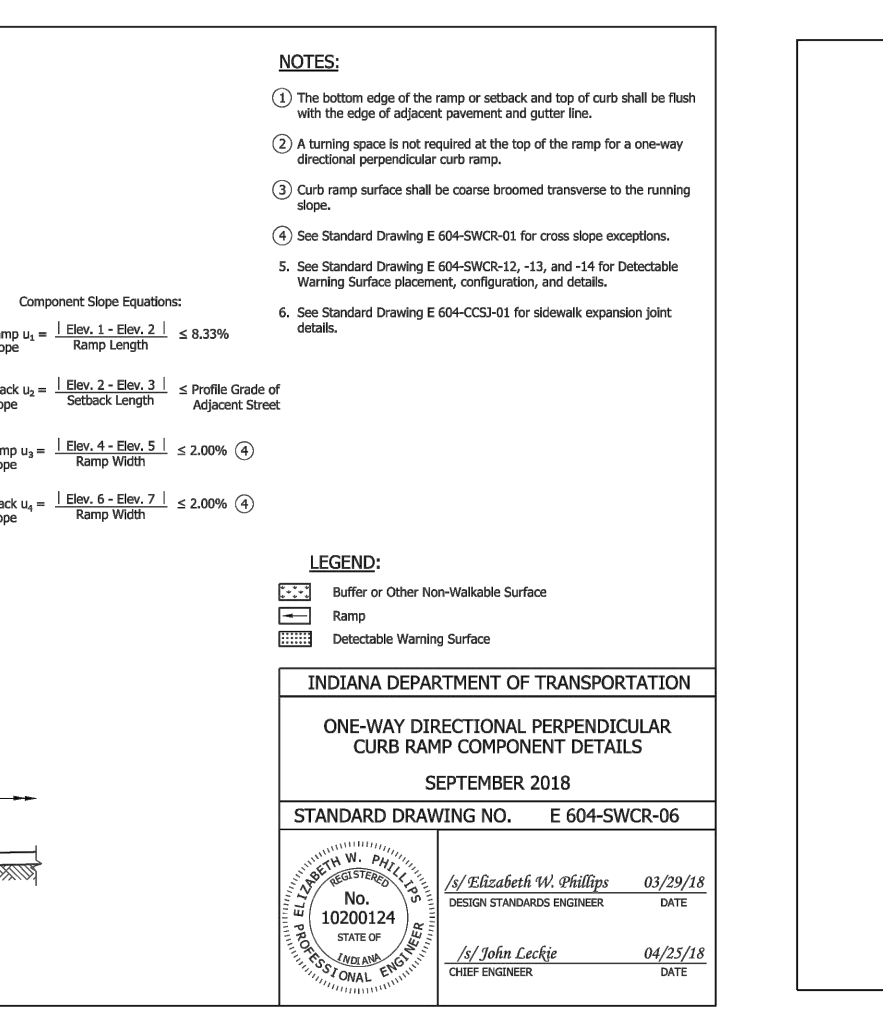 NOTES:
1 The bottom edge of the ramp or setback and top of curb shall be flush
with the edge of adjacent pavement and gutter line.
2 A turning space is not required at the top of the ramp for a one-way
directional perpendicular curb ramp.
3 Curb ramp surface shall be coarse broomed transverse to the running
slope.
4 See Standard Drawing E 604-SWCR-01 for cross slope exceptions.
5. See Standard Drawing E 604-SWCR-12, -13, and -14 for Detectable
Warning Surface placement, configuration, and details.
6. See Standard Drawing E 604-CCSJ-01 for sidewalk expansion joint
details.
Component Slope Equations:
u₁ = | Elev. 1 - Elev. 2 | ≤ 8.33%
Ramp Length
u₂ = | Elev. 2 - Elev. 3 | ≤ Profile Grade of
Setback Length Adjacent Street
u₃ = | Elev. 4 - Elev. 5 | ≤ 2.00% 4
Ramp Width
u₄ = | Elev. 6 - Elev. 7 | ≤ 2.00% 4
Ramp Width
LEGEND:
Buffer or Other Non-Walkable Surface
Ramp
Detectable Warning Surface
INDIANA DEPARTMENT OF TRANSPORTATION
ONE-WAY DIRECTIONAL PERPENDICULAR
CURB RAMP COMPONENT DETAILS
SEPTEMBER 2018
STANDARD DRAWING NO. E 604-SWCR-06
ELIZABETH W. PHILLIPS
REGISTERED
No.
10200124
STATE OF
INDIANA
PROFESSIONAL ENGINEER
/s/ Elizabeth W. Phillips 03/29/18
DESIGN STANDARDS ENGINEER DATE
/s/ John Leckie 04/25/18
CHIEF ENGINEER DATE